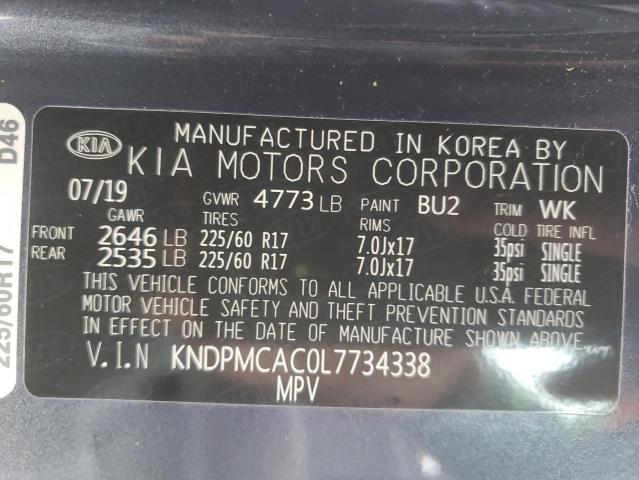 KIA MANUFACTURED IN KOREA BY
KIA MOTORS CORPORATION
07/19 GVWR 4773 LB PAINT BU2 TRIM WK
GAWR TIRES RIMS COLD TIRE INFL
FRONT 2646 LB 225/60 R17 7.0Jx17 35psi SINGLE
REAR 2535 LB 225/60 R17 7.0Jx17 35psi SINGLE
THIS VEHICLE CONFORMS TO ALL APPLICABLE U.S.A. FEDERAL
MOTOR VEHICLE SAFETY AND THEFT PREVENTION STANDARDS
IN EFFECT ON THE DATE OF MANUFACTURE SHOWN ABOVE.
V.I.N KNDPMCAC0L7734338
MPV
225/60R17 D46